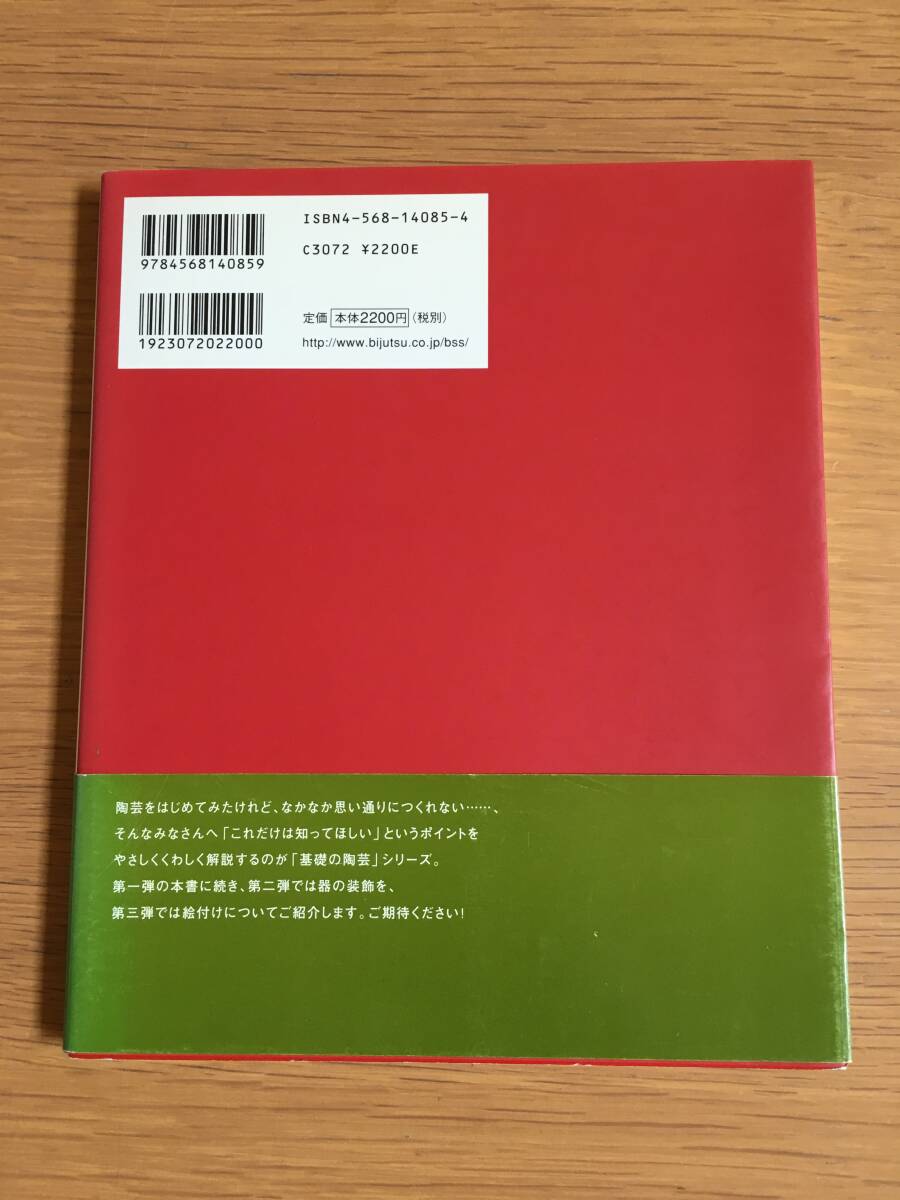 ISBN4-568-14085-4
C3072 ¥2200E
9784568140859
定価 本体2200円 (税別)
1923072022000
http://www.bijutsu.co.jp/bss/
陶芸をはじめてみたけれど、なかなか思い通りにつくれない……、
そんなみなさんへ「これだけは知ってほしい」というポイントを
やさしくくわしく解説するのが「基礎の陶芸」シリーズ。
第一弾の本書に続き、第二弾では器の装飾を、
第三弾では絵付けについてご紹介します。ご期待ください!